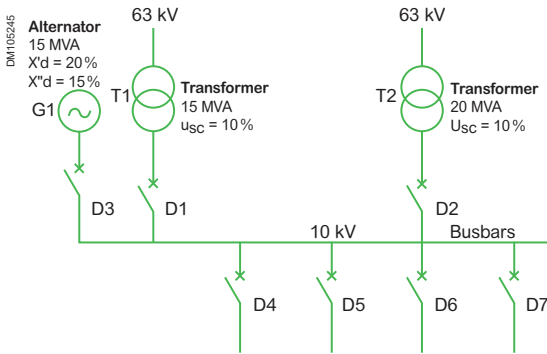 DM105245
63 kV
63 kV
Alternator
15 MVA
X'd = 20%
X"d = 15%
G1
T1
Transformer
15 MVA
usc = 10%
T2
Transformer
20 MVA
Usc = 10%
D3
D1
D2
10 kV
Busbars
D4
D5
D6
D7